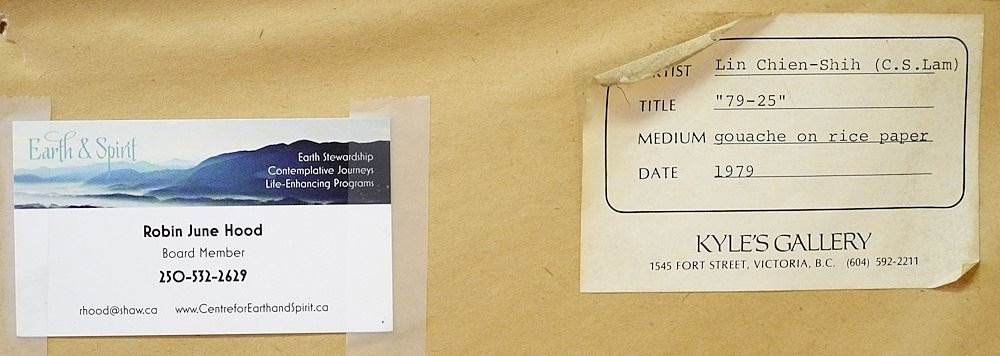 Earth & Spirit
Earth Stewardship
Contemplative Journeys
Life-Enhancing Programs
Robin June Hood
Board Member
250-532-2629
rhood@shaw.ca www.CentreforEarthandSpirit.ca
ARTIST Lin Chien-Shih (C.S.Lam)
TITLE "79-25"
MEDIUM gouache on rice paper
DATE 1979
KYLE'S GALLERY
1545 FORT STREET, VICTORIA, B.C. (604) 592-2211